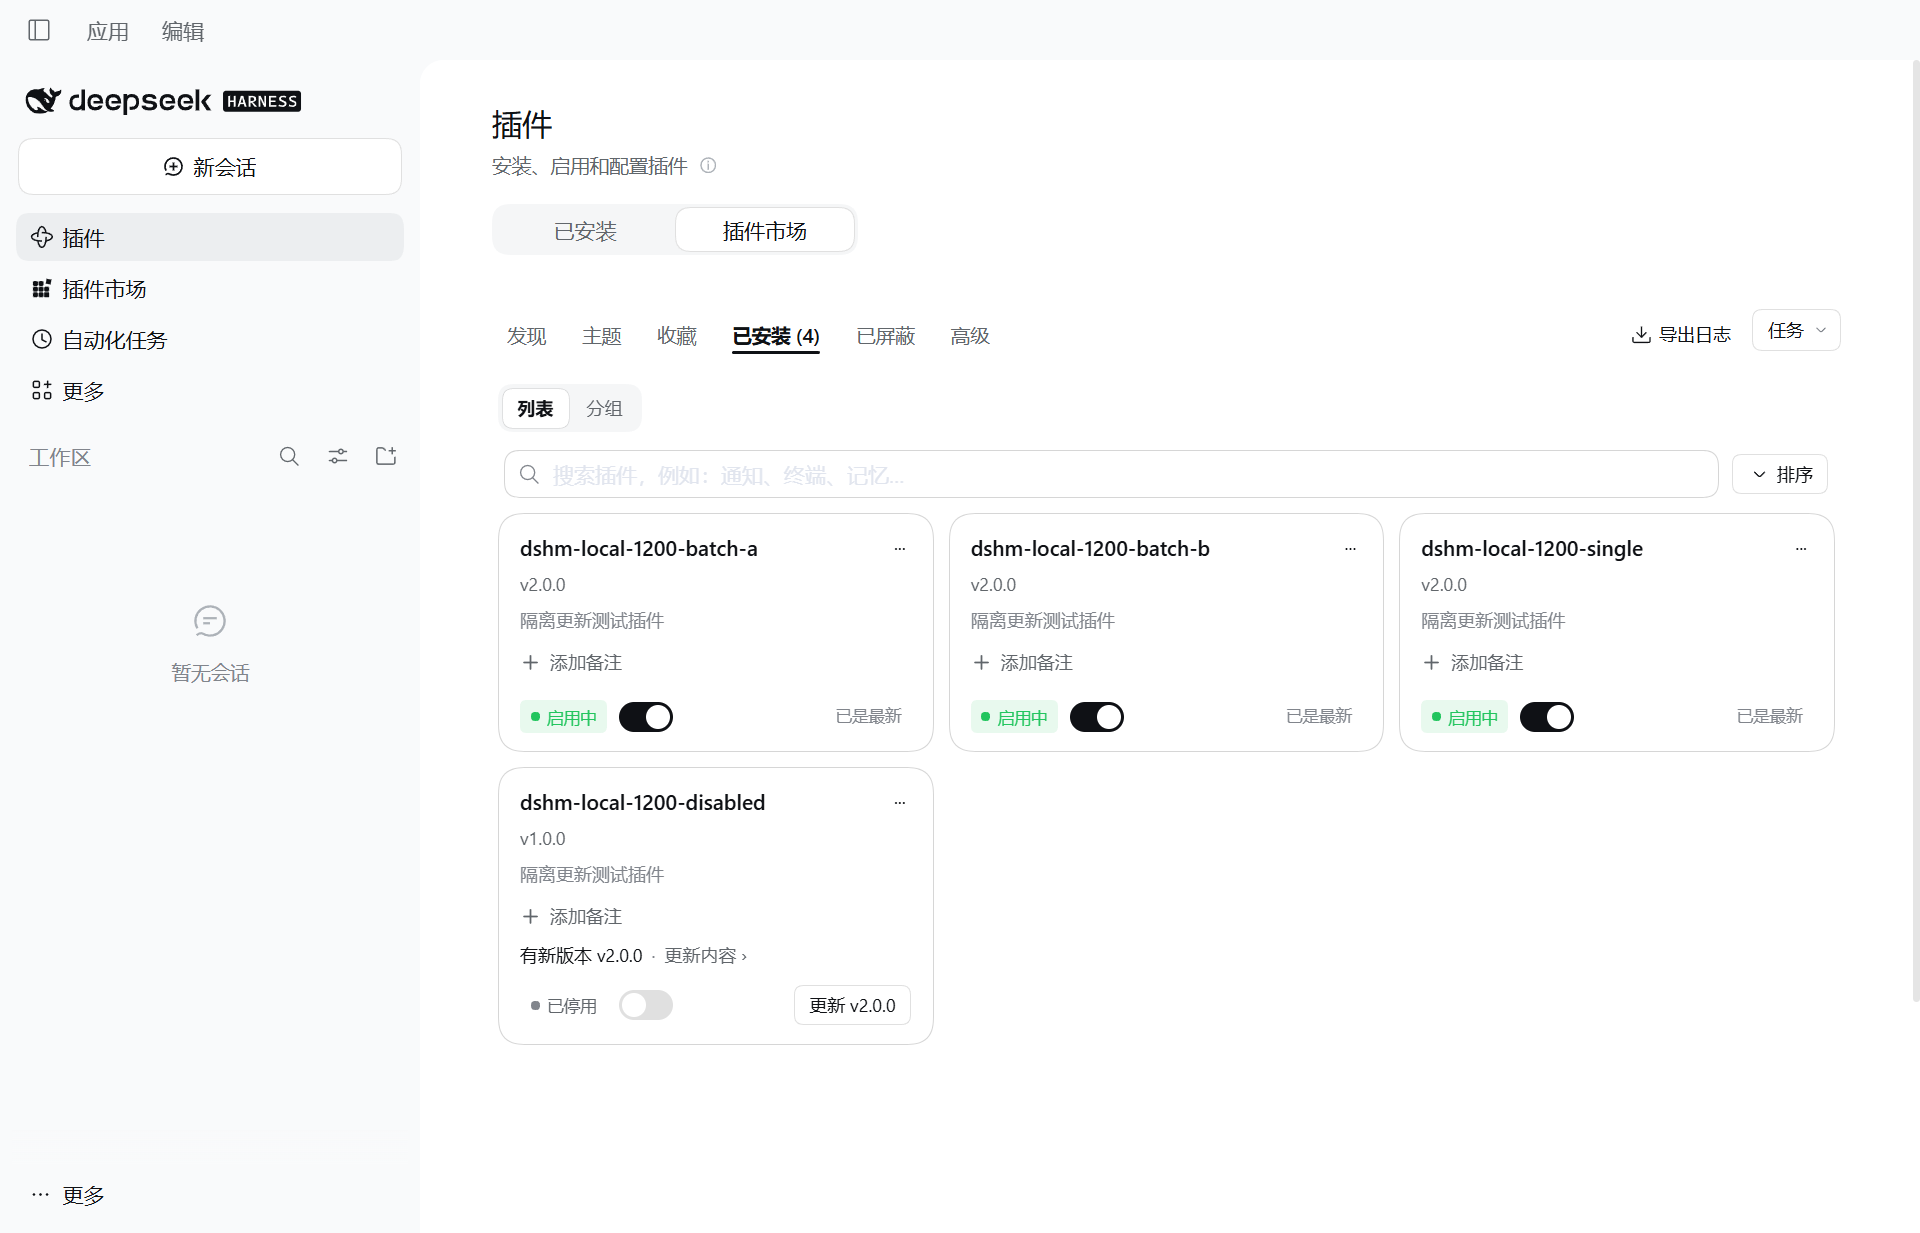 应用 编辑
deepseek HARNESS
新会话
插件
插件市场
自动化任务
更多
工作区
暂无会话
更多
插件
安装、启用和配置插件
已安装 插件市场
发现 主题 收藏 已安装 (4) 已屏蔽 高级
导出日志 任务
列表 分组
搜索插件，例如：通知、终端、记忆...
排序
dshm-local-1200-batch-a
v2.0.0
隔离更新测试插件
添加备注
启用中 已是最新
dshm-local-1200-batch-b
v2.0.0
隔离更新测试插件
添加备注
启用中 已是最新
dshm-local-1200-single
v2.0.0
隔离更新测试插件
添加备注
启用中 已是最新
dshm-local-1200-disabled
v1.0.0
隔离更新测试插件
添加备注
有新版本 v2.0.0 · 更新内容 ›
已停用 更新 v2.0.0